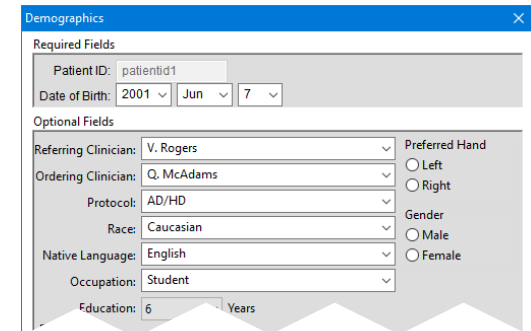 Demographics
Required Fields
Patient ID: patientid1
Date of Birth: 2001 Jun 7
Optional Fields
Referring Clinician: V. Rogers
Ordering Clinician: Q. McAdams
Protocol: AD/HD
Race: Caucasian
Native Language: English
Occupation: Student
Education: 6 Years
Preferred Hand
Left
Right
Gender
Male
Female